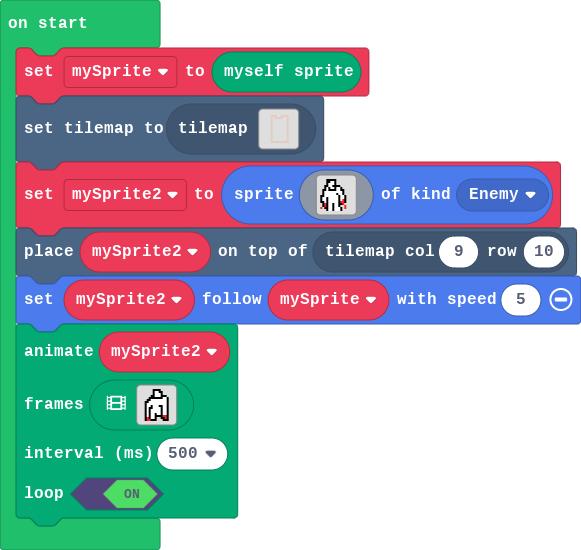 on start
set mySprite to myself sprite
set tilemap to tilemap
set mySprite2 to sprite of kind Enemy
place mySprite2 on top of tilemap col 9 row 10
set mySprite2 follow mySprite with speed 5
animate mySprite2
frames
interval (ms) 500
loop ON